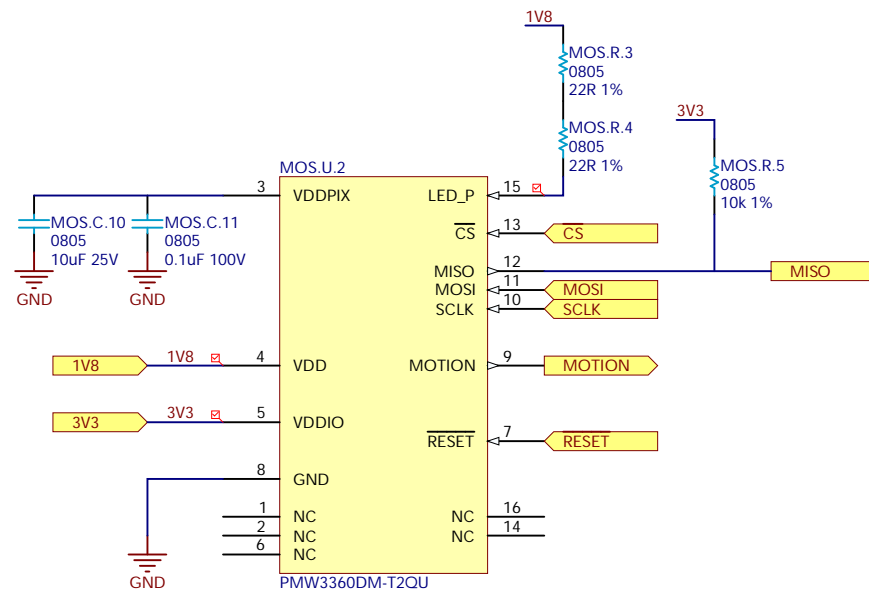 1V8
MOS.R.3
0805
22R 1%
MOS.R.4
0805
22R 1%
3V3
MOS.R.5
0805
10k 1%
MOS.U.2
3 VDDPIX
LED_P 15
MOS.C.10
0805
10uF 25V
GND
MOS.C.11
0805
0.1uF 100V
GND
CS 13 CS
MISO 12 MISO
MOSI 11 MOSI
SCLK 10 SCLK
1V8 1V8 4 VDD
MOTION 9 MOTION
3V3 3V3 5 VDDIO
RESET 7 RESET
8 GND
GND
1 NC
2 NC
6 NC
NC 16
NC 14
PMW3360DM-T2QU